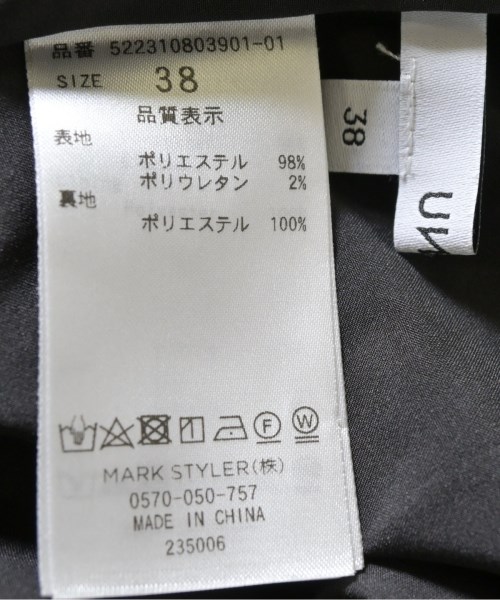 品番 522310803901-01
SIZE 38
品質表示
表地
ポリエステル 98%
ポリウレタン 2%
裏地
ポリエステル 100%
F W
MARK STYLER(株)
0570-050-757
MADE IN CHINA
235006
38